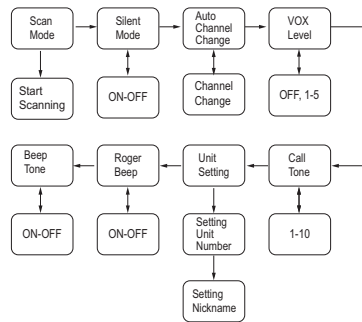 Scan
Mode
Silent
Mode
Auto
Channel
Change
VOX
Level
Start
Scanning
ON-OFF
Channel
Change
OFF, 1-5
Beep
Tone
Roger
Beep
Unit
Setting
Call
Tone
ON-OFF
ON-OFF
Setting
Unit
Number
1-10
Setting
Nickname